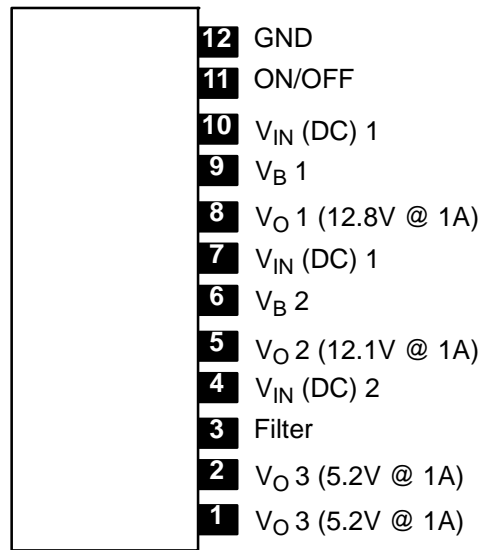 12 GND
11 ON/OFF
10 VIN (DC) 1
9 VB 1
8 VO 1 (12.8V @ 1A)
7 VIN (DC) 1
6 VB 2
5 VO 2 (12.1V @ 1A)
4 VIN (DC) 2
3 Filter
2 VO 3 (5.2V @ 1A)
1 VO 3 (5.2V @ 1A)